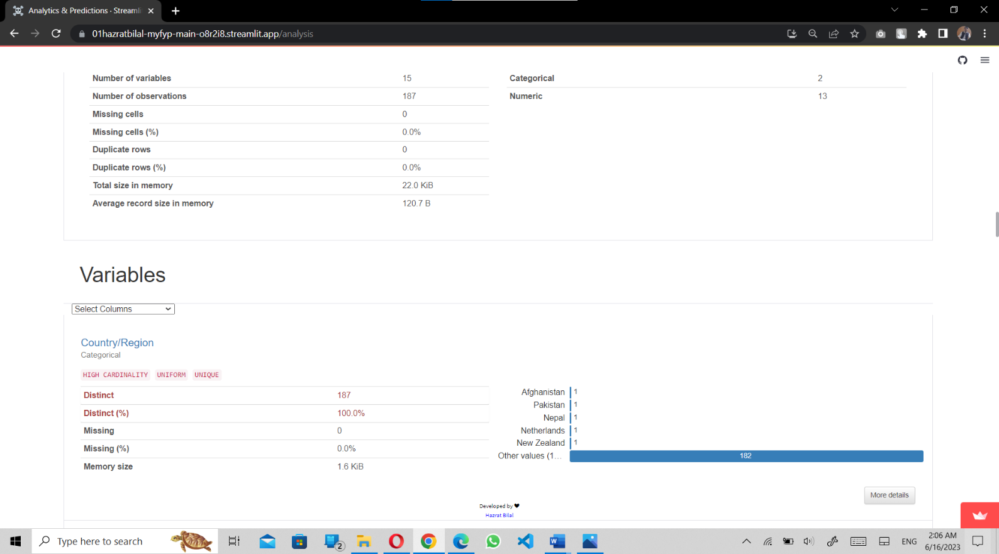 Analytics & Predictions · Streamli
01hazratbilal-myfyp-main-o8r2i8.streamlit.app/analysis
Number of variables 15
Number of observations 187
Missing cells 0
Missing cells (%) 0.0%
Duplicate rows 0
Duplicate rows (%) 0.0%
Total size in memory 22.0 KiB
Average record size in memory 120.7 B
Categorical 2
Numeric 13
Variables
Select Columns
Country/Region
Categorical
HIGH CARDINALITY UNIFORM UNIQUE
Distinct 187
Distinct (%) 100.0%
Missing 0
Missing (%) 0.0%
Memory size 1.6 KiB
Afghanistan 1
Pakistan 1
Nepal 1
Netherlands 1
New Zealand 1
Other values (1... 182
More details
Developed by ❤
Hazrat Bilal
Type here to search
2
ENG
2:06 AM
6/16/2023